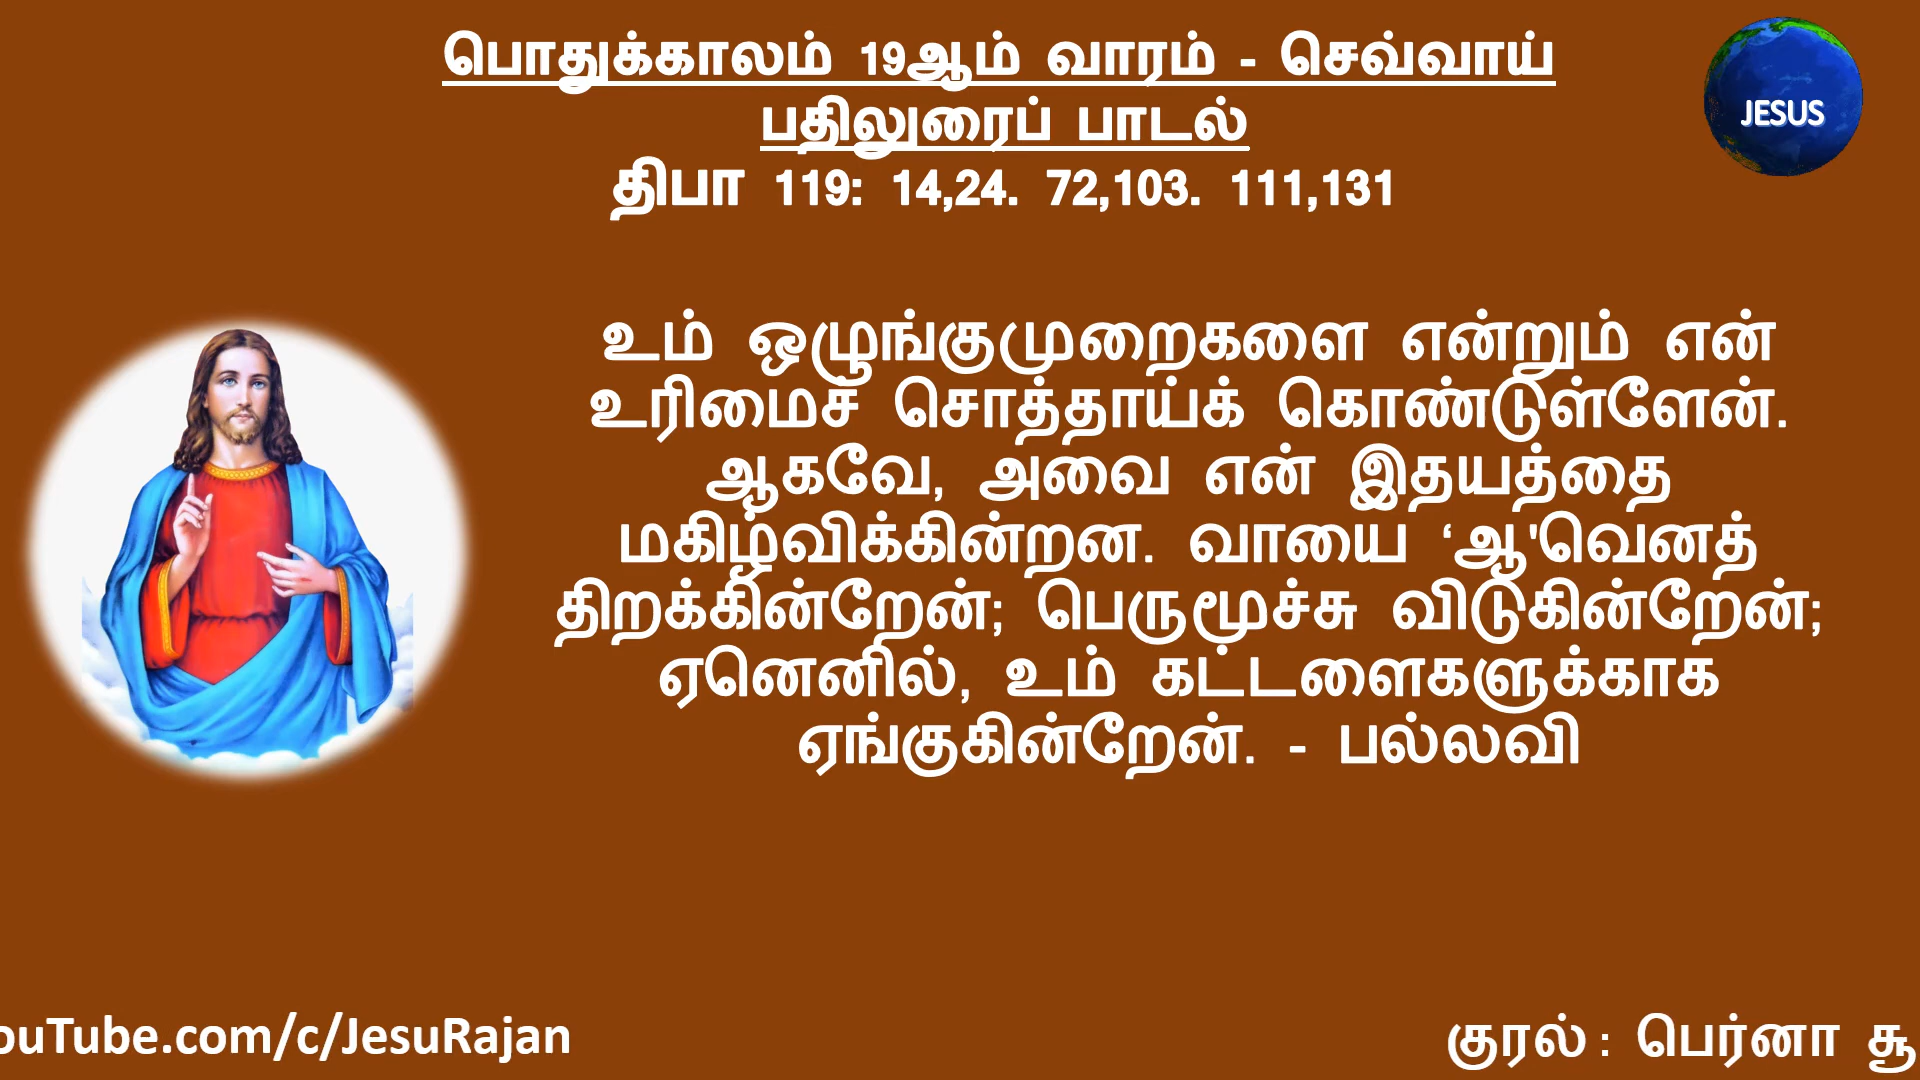 பொதுக்காலம் 19ஆம் வாரம் - செவ்வாய்
பதிலுரைப் பாடல்
திபா 119: 14,24. 72,103. 111,131
JESUS
உம் ஒழுங்குமுறைகளை என்றும் என்
உரிமைச் சொத்தாய்க் கொண்டுள்ளேன்.
ஆகவே, அவை என் இதயத்தை
மகிழ்விக்கின்றன. வாயை ‘ஆ'வெனத்
திறக்கின்றேன்; பெருமூச்சு விடுகின்றேன்;
ஏனெனில், உம் கட்டளைகளுக்காக
ஏங்குகின்றேன். - பல்லவி
ouTube.com/c/JesuRajan
குரல் : பெர்னா சூ